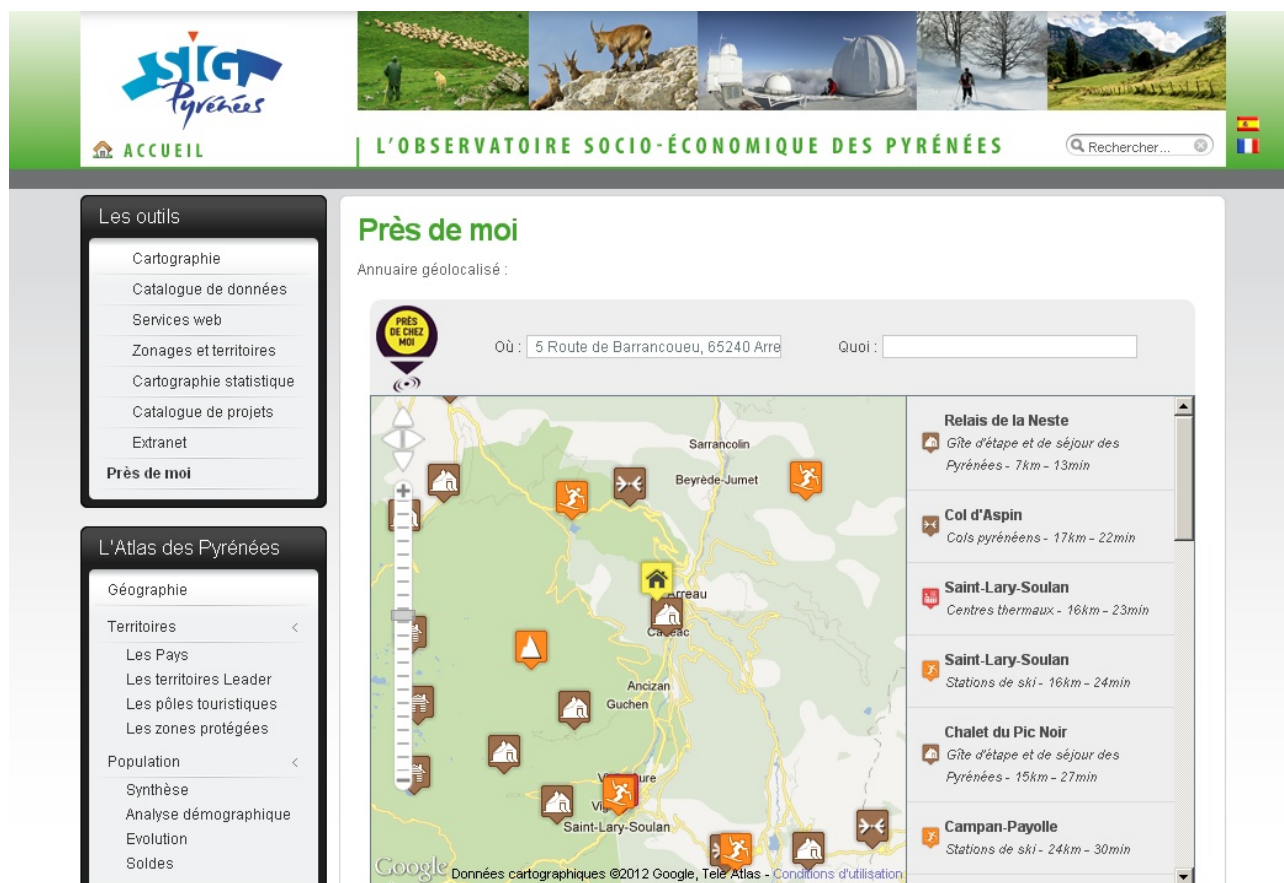 SIG
Pyrénées
ACCUEIL
L'OBSERVATOIRE SOCIO-ÉCONOMIQUE DES PYRÉNÉES
Rechercher...
Les outils
Cartographie
Catalogue de données
Services web
Zonages et territoires
Cartographie statistique
Catalogue de projets
Extranet
Près de moi
L'Atlas des Pyrénées
Géographie
Territoires
Les Pays
Les territoires Leader
Les pôles touristiques
Les zones protégées
Population
Synthèse
Analyse démographique
Evolution
Soldes
Près de moi
Annuaire géolocalisé :
PRÈS
DE CHEZ
MOI
Où : 5 Route de Barrancoueu, 65240 Arre
Quoi :
Sarrancolin
Beyrède-Jumet
Arreau
Cadéac
Ancizan
Guchen
Saint-Lary-Soulan
Google
Données cartographiques ©2012 Google, Tele Atlas - Conditions d'utilisation
Relais de la Neste
Gîte d'étape et de séjour des
Pyrénées - 7km - 13min
Col d'Aspin
Cols pyrénéens - 17km - 22min
Saint-Lary-Soulan
Centres thermaux - 16km - 23min
Saint-Lary-Soulan
Stations de ski - 16km - 24min
Chalet du Pic Noir
Gîte d'étape et de séjour des
Pyrénées - 15km - 27min
Campan-Payolle
Stations de ski - 24km - 30min